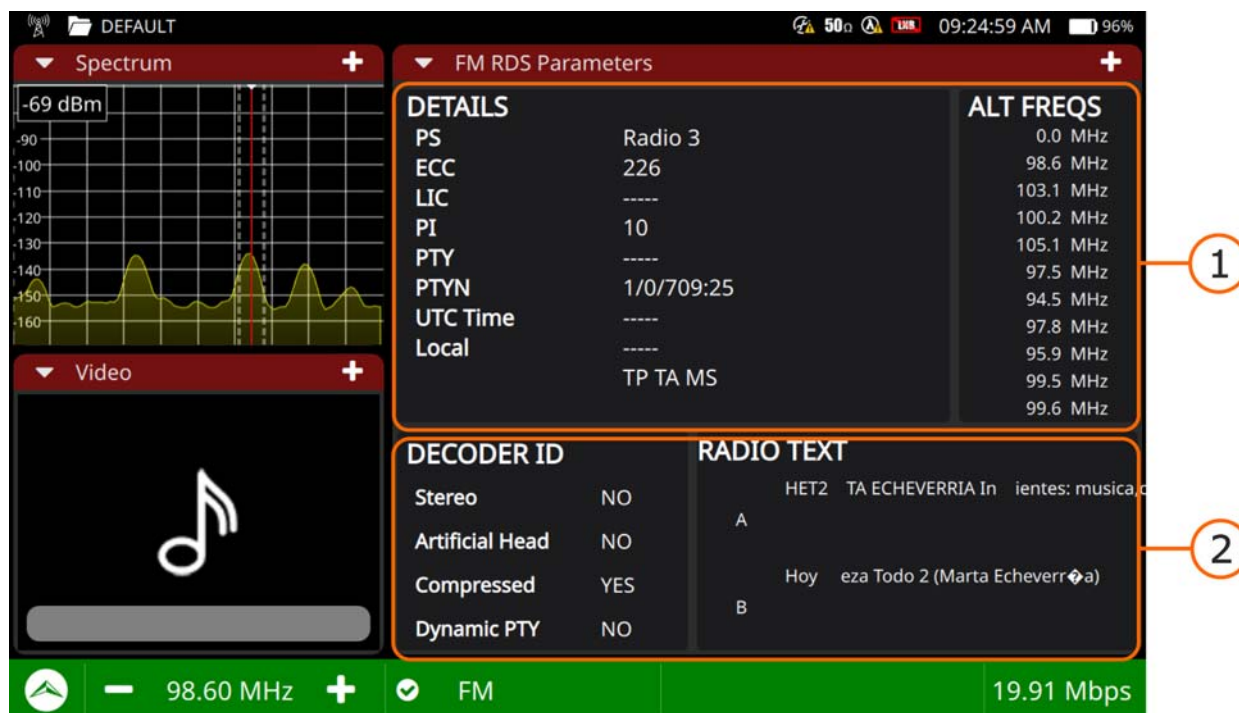 DEFAULT
50Ω
LNB
09:24:59 AM
96%
Spectrum
-69 dBm
-90
-100
-110
-120
-130
-140
-150
-160
Video
FM RDS Parameters
DETAILS
PS Radio 3
ECC 226
LIC -----
PI 10
PTY -----
PTYN 1/0/709:25
UTC Time -----
Local -----
TP TA MS
ALT FREQS
0.0 MHz
98.6 MHz
103.1 MHz
100.2 MHz
105.1 MHz
97.5 MHz
94.5 MHz
97.8 MHz
95.9 MHz
99.5 MHz
99.6 MHz
1
DECODER ID
Stereo NO
Artificial Head NO
Compressed YES
Dynamic PTY NO
RADIO TEXT
HET2 TA ECHEVERRIA In ientes: musica,c
A
Hoy eza Todo 2 (Marta Echeverr�a)
B
2
98.60 MHz
FM
19.91 Mbps